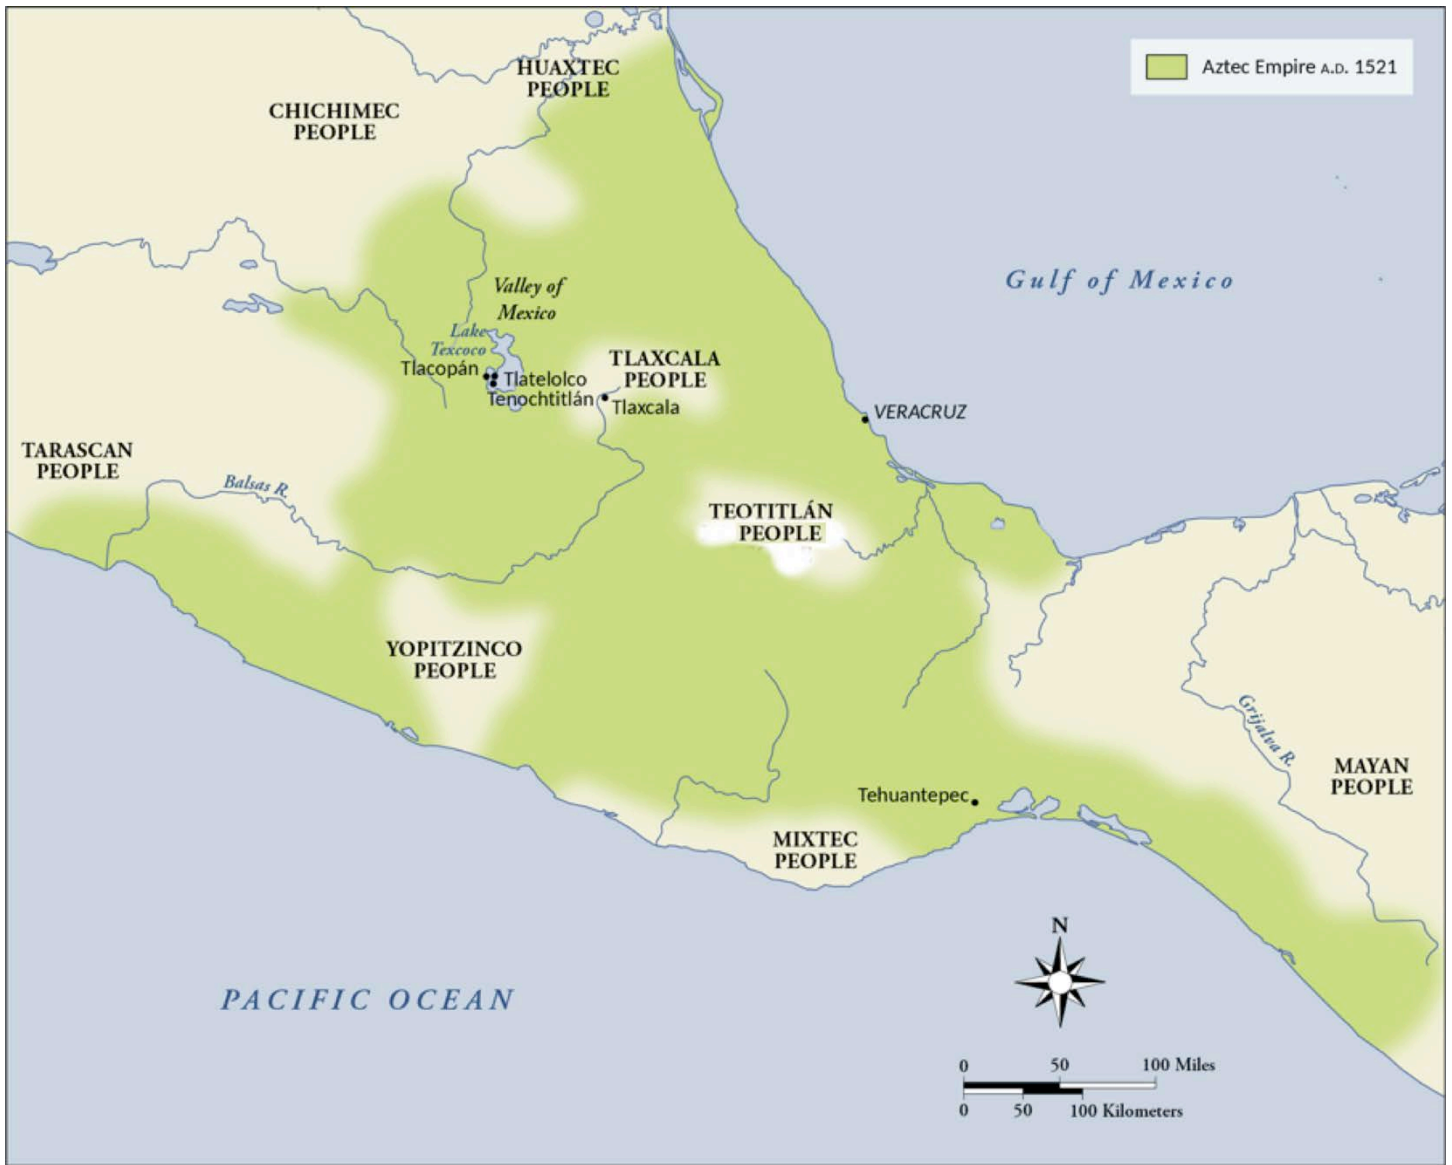 Aztec Empire A.D. 1521
HUAXTEC
PEOPLE
CHICHIMEC
PEOPLE
Gulf of Mexico
Valley of
Mexico
Lake
Texcoco
Tlacopán
Tlatelolco
Tenochtitlán
TLAXCALA
PEOPLE
Tlaxcala
VERACRUZ
TARASCAN
PEOPLE
Balsas R.
TEOTITLÁN
PEOPLE
YOPITZINCO
PEOPLE
Grijalva R.
MAYAN
PEOPLE
Tehuantepec
MIXTEC
PEOPLE
N
PACIFIC OCEAN
0 50 100 Miles
0 50 100 Kilometers